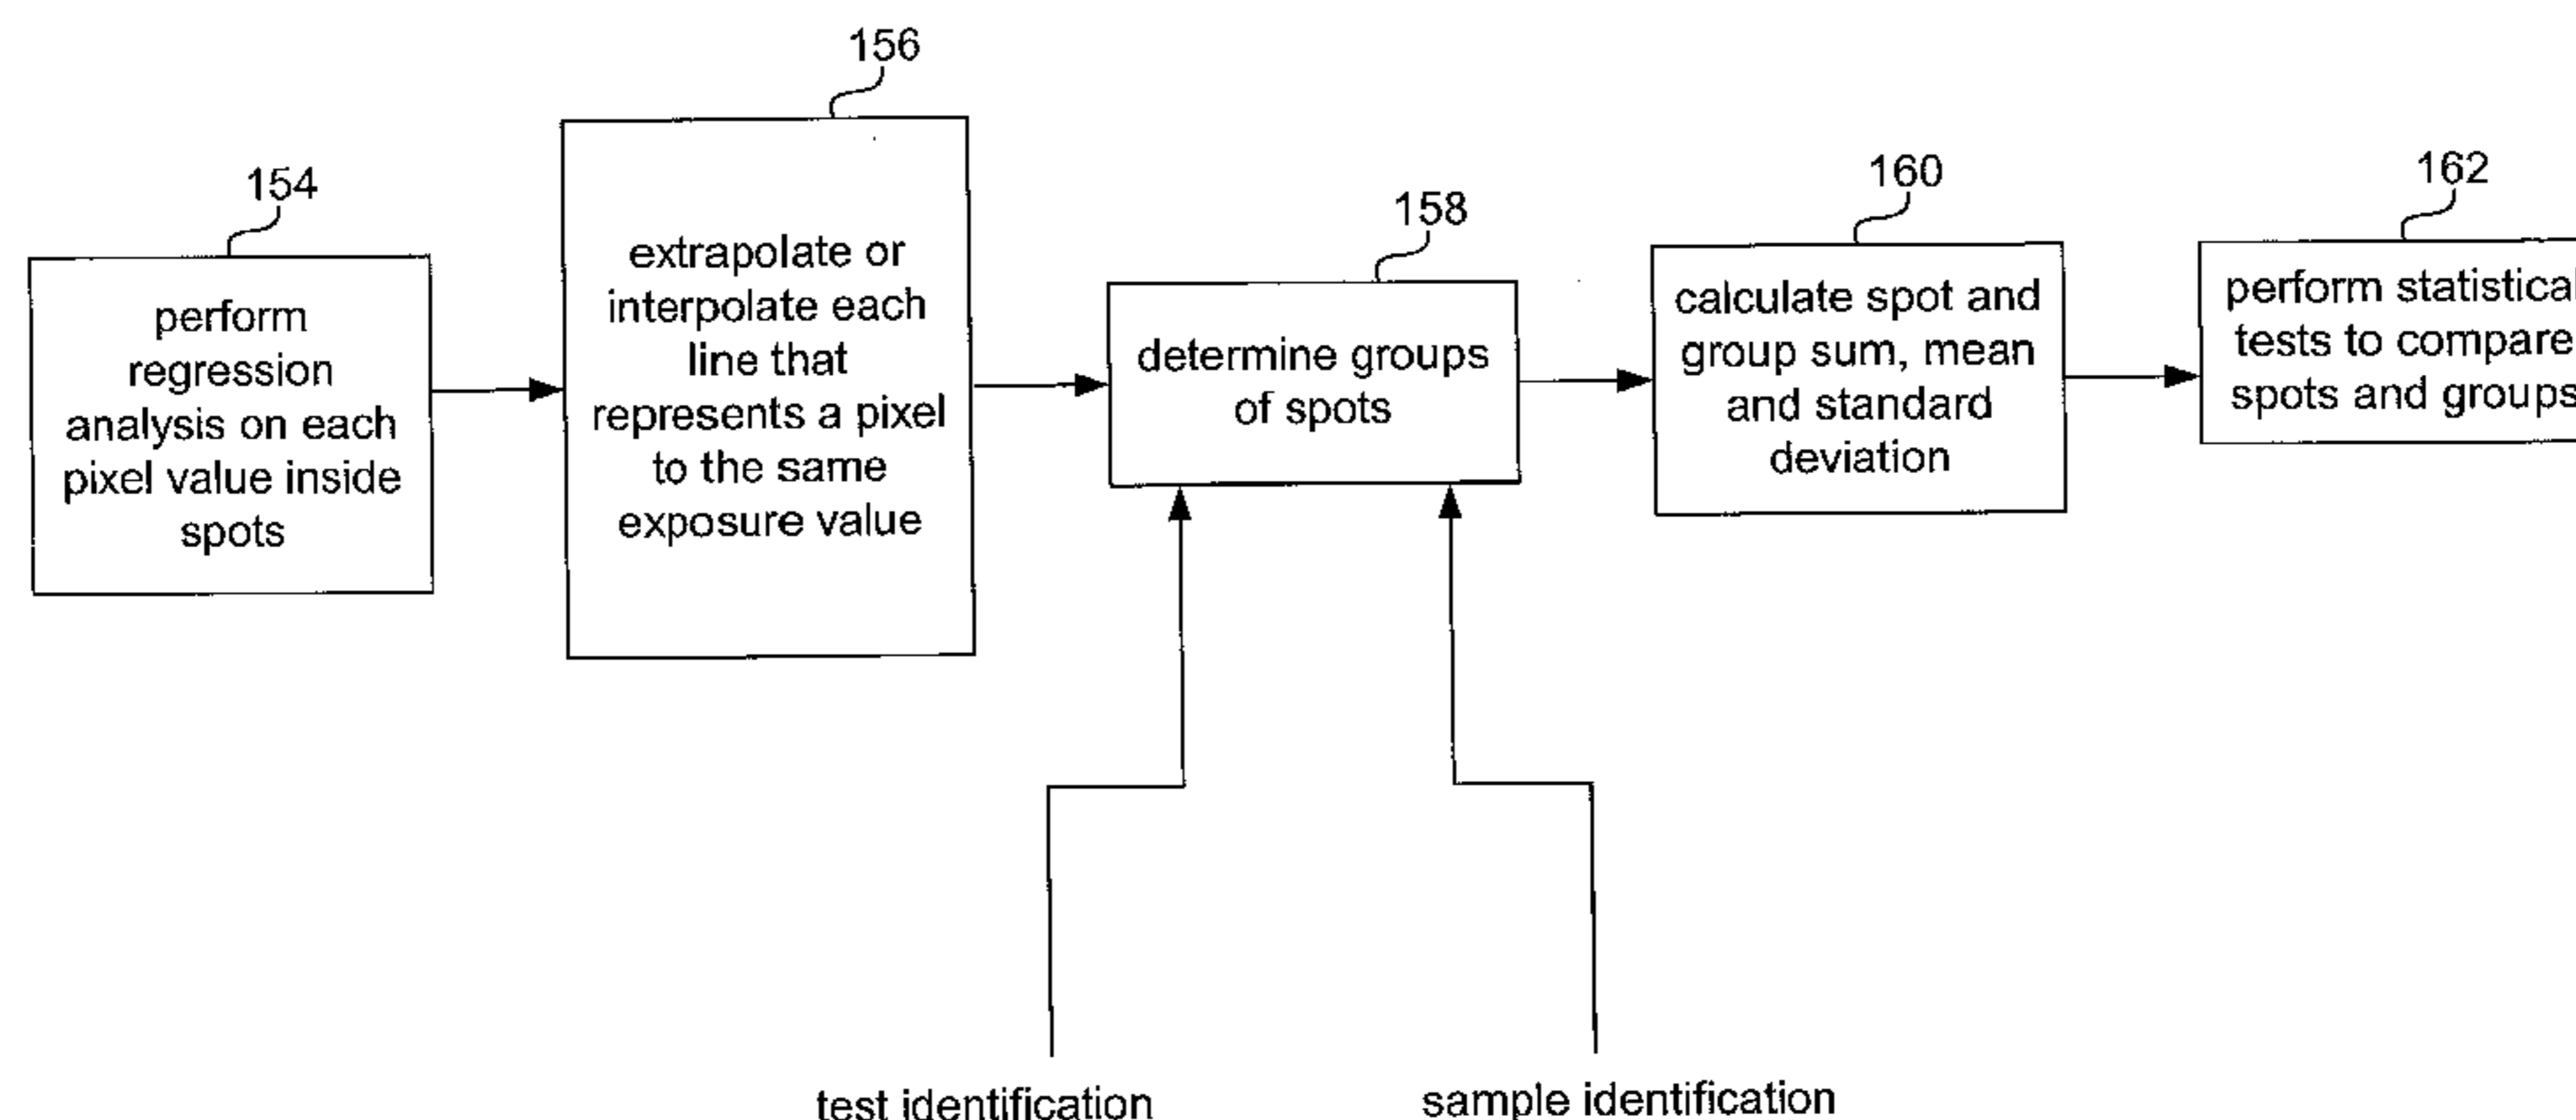 154
perform
regression
analysis on each
pixel value inside
spots
156
extrapolate or
interpolate each
line that
represents a pixel
to the same
exposure value
158
determine groups
of spots
160
calculate spot and
group sum, mean
and standard
deviation
162
perform statistical
tests to compare
spots and groups
test identification
sample identification